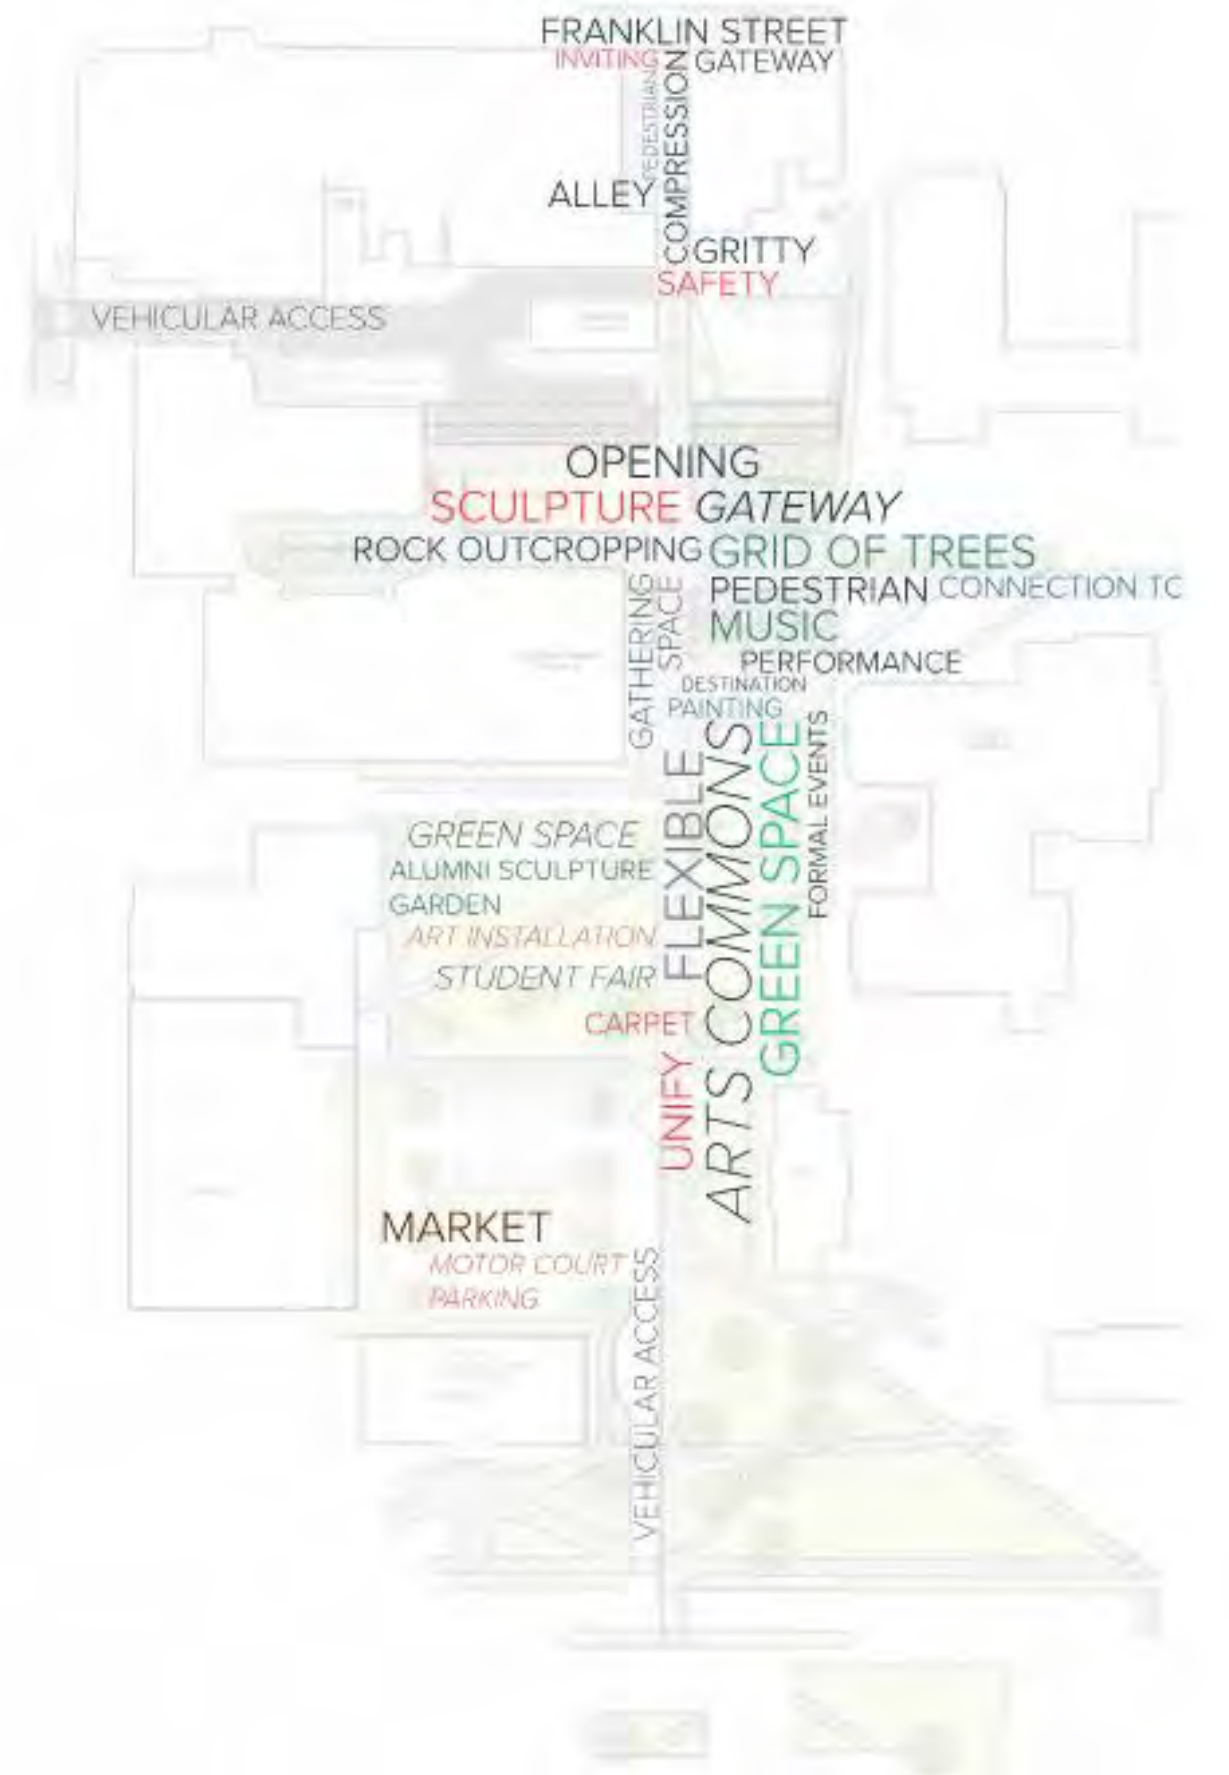 FRANKLIN STREET
INVITING GATEWAY
PEDESTRIAN
COMPRESSION
ALLEY
GRITTY
SAFETY
VEHICULAR ACCESS
OPENING
SCULPTURE GATEWAY
ROCK OUTCROPPING GRID OF TREES
PEDESTRIAN CONNECTION TC
GATHERING
SPACE
MUSIC
PERFORMANCE
DESTINATION
PAINTING
FLEXIBLE
ARTS COMMONS
GREEN SPACE
FORMAL EVENTS
GREEN SPACE
ALUMNI SCULPTURE
GARDEN
ART INSTALLATION
STUDENT FAIR
CARPET
UNIFY
MARKET
MOTOR COURT
PARKING
VEHICULAR ACCESS